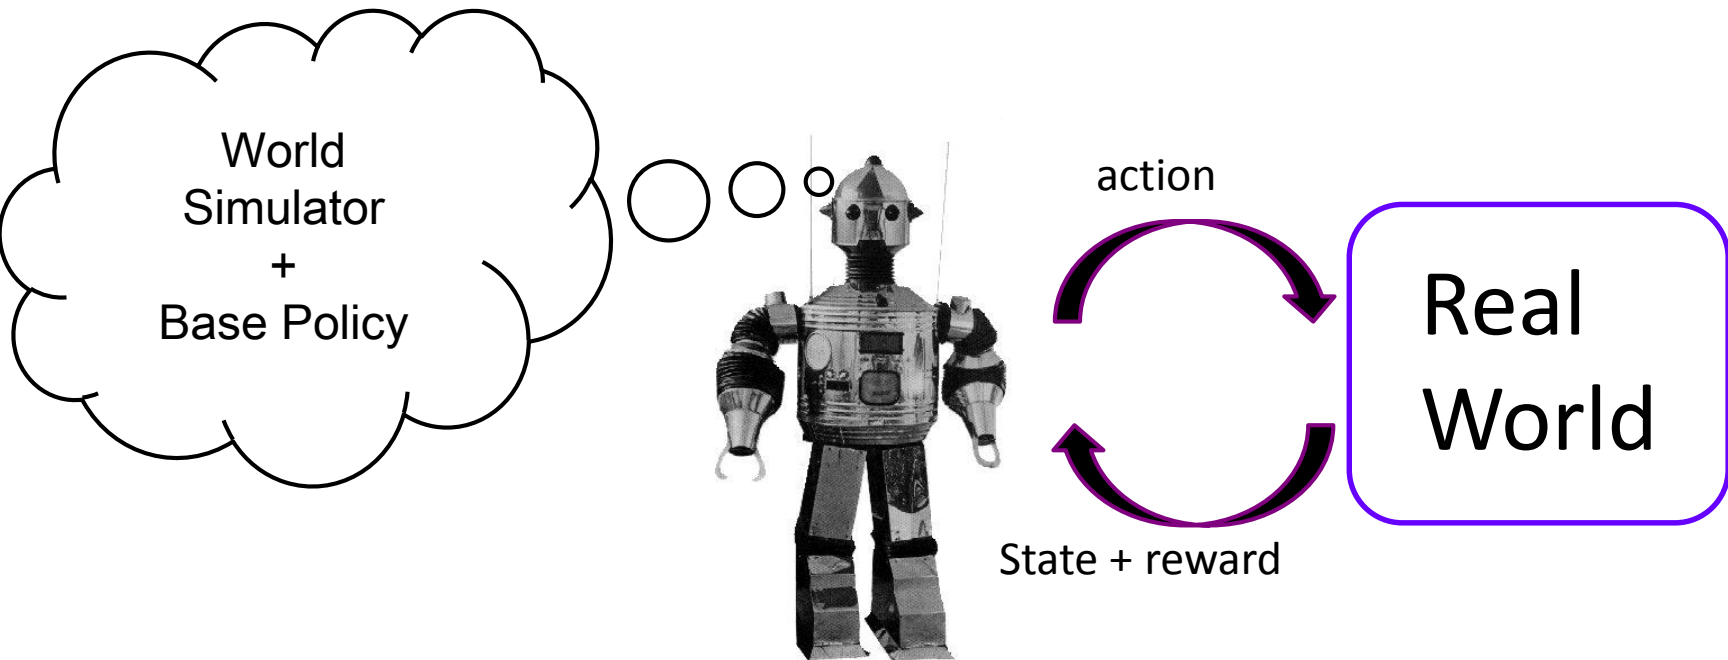 World
Simulator
+
Base Policy
action
Real
World
State + reward